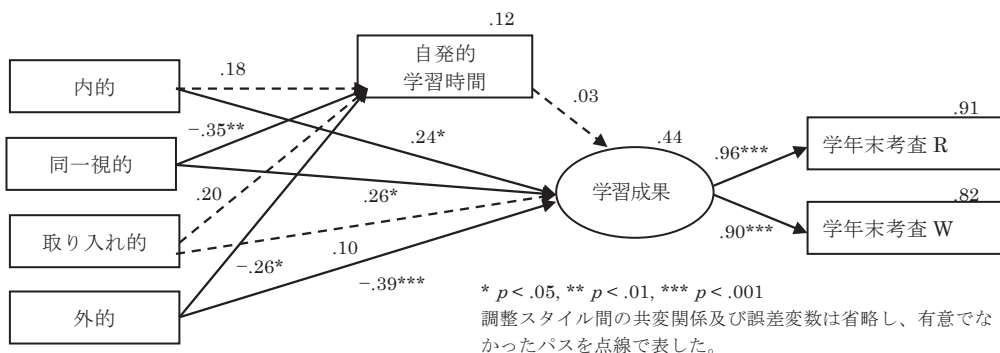 .12
自発的
学習時間
内的
.18
.03
−.35**
.24*
.44
.91
学年末考査 R
.96***
同一視的
学習成果
.20
.26*
.82
取り入れ的
学年末考査 W
.90***
.10
−.26*
−.39***
外的
* p < .05, ** p < .01, *** p < .001
調整スタイル間の共変関係及び誤差変数は省略し、有意でな
かったパスを点線で表した。